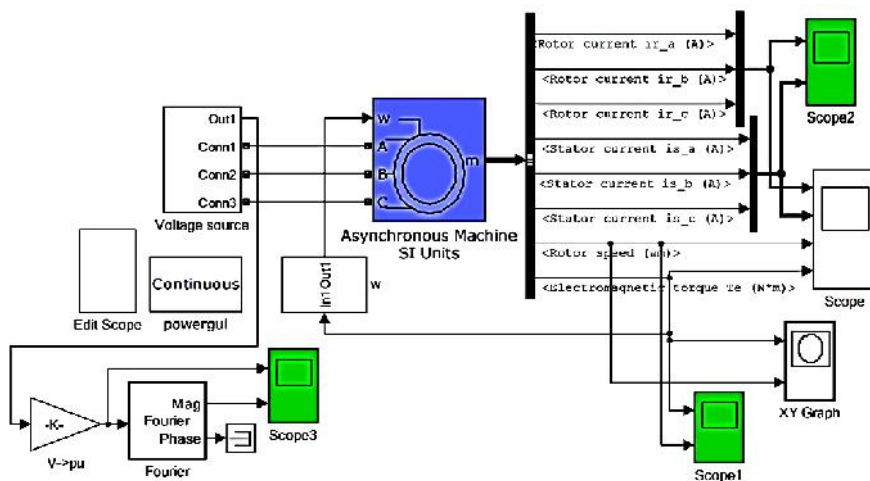 <Rotor current ir_a (A)>
<Rotor current ir_b (A)>
<Rotor current ir_c (A)>
<Stator current is_a (A)>
<Stator current is_b (A)>
<Stator current is_c (A)>
<Rotor speed (wm)>
<Electromagnetic torque Te (N*m)>
Scope2
Out1
Conn1
Conn2
Conn3
Voltage source
w
A
B
C
m
Asynchronous Machine
SI Units
Scope
Edit Scope
Continuous
powergui
In1 Out1
w
XY Graph
-K-
V->pu
Mag
Fourier
Phase
Fourier
Scope3
Scope1